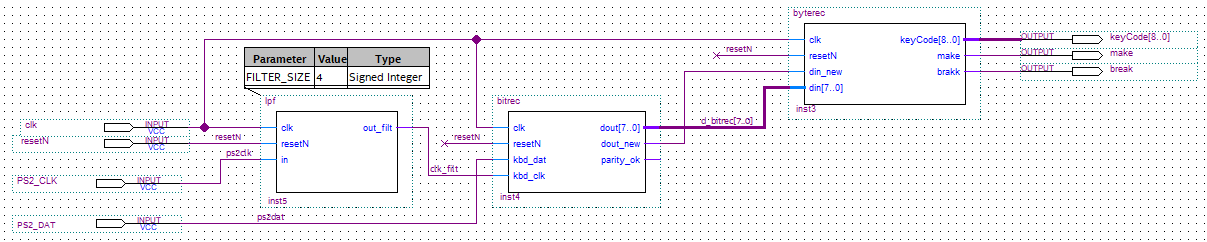 byterec
clk
resetN
din_new
din[7..0]
keyCode[8..0]
make
brakk
inst3
resetN
OUTPUT
keyCode[8..0]
OUTPUT
make
OUTPUT
break
Parameter Value Type
FILTER_SIZE 4 Signed Integer
lpf
clk
resetN
in
out_filt
inst5
bitrec
clk
resetN
kbd_dat
kbd_clk
dout[7..0]
dout_new
parity_ok
inst4
d_bitrec[7..0]
resetN
clk_filt
clk
INPUT
VCC
resetN
INPUT
VCC
resetN
ps2clk
PS2_CLK
INPUT
VCC
PS2_DAT
INPUT
VCC
ps2dat